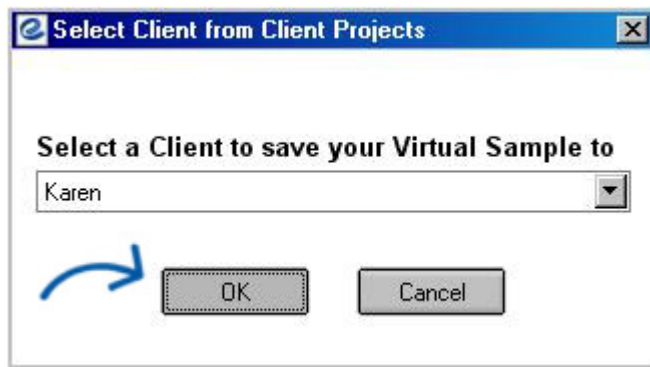 Select Client from Client Projects
Select a Client to save your Virtual Sample to
Karen
OK
Cancel